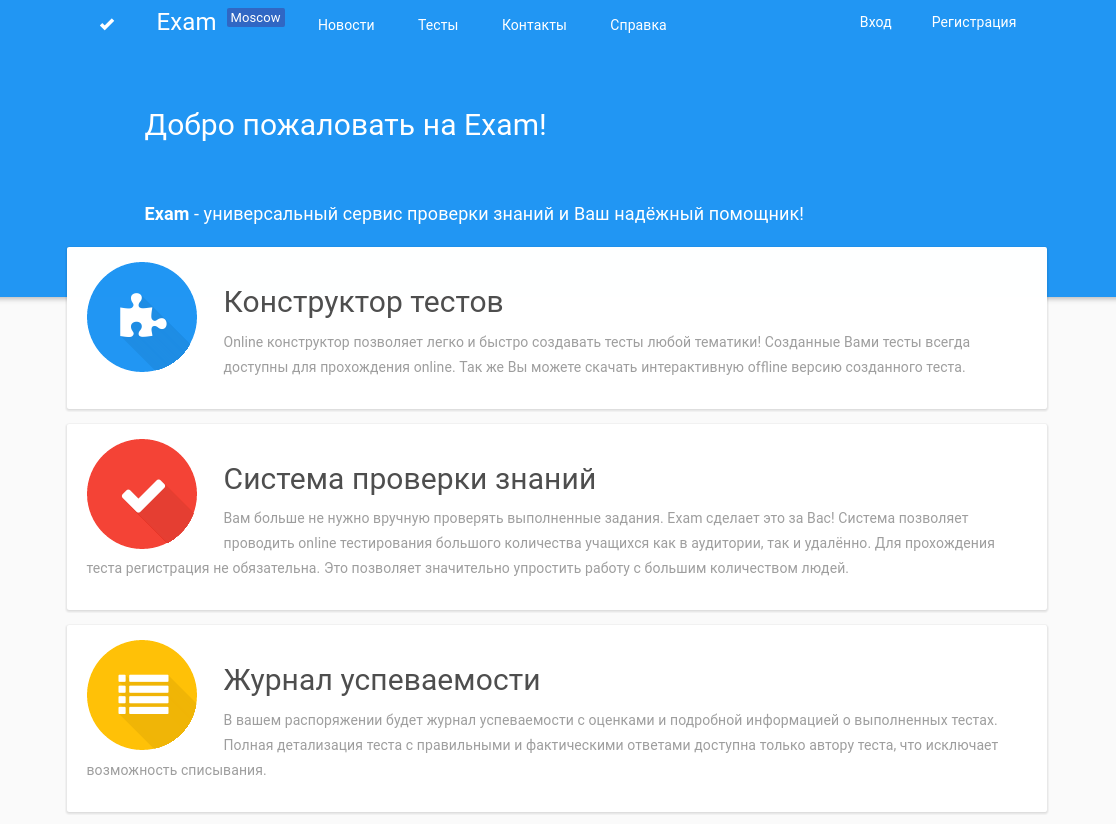 Exam Moscow Новости Тесты Контакты Справка Вход Регистрация
Добро пожаловать на Exam!
Exam - универсальный сервис проверки знаний и Ваш надёжный помощник!
Конструктор тестов
Online конструктор позволяет легко и быстро создавать тесты любой тематики! Созданные Вами тесты всегда
доступны для прохождения online. Так же Вы можете скачать интерактивную offline версию созданного теста.
Система проверки знаний
Вам больше не нужно вручную проверять выполненные задания. Exam сделает это за Вас! Система позволяет
проводить online тестирования большого количества учащихся как в аудитории, так и удалённо. Для прохождения
теста регистрация не обязательна. Это позволяет значительно упростить работу с большим количеством людей.
Журнал успеваемости
В вашем распоряжении будет журнал успеваемости с оценками и подробной информацией о выполненных тестах.
Полная детализация теста с правильными и фактическими ответами доступна только автору теста, что исключает
возможность списывания.